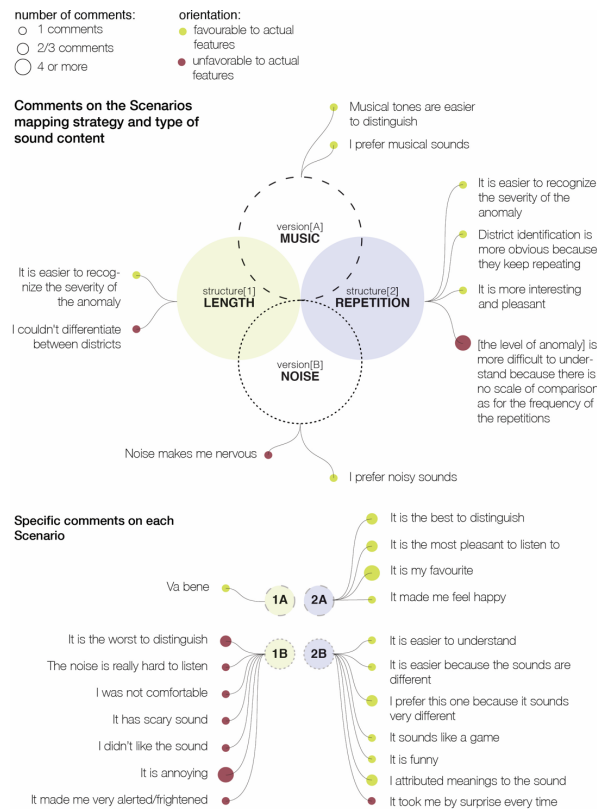 number of comments:
1 comments
2/3 comments
4 or more
orientation:
favourable to actual
features
unfavorable to actual
features
Comments on the Scenarios
mapping strategy and type of
sound content
Musical tones are easier
to distinguish
I prefer musical sounds
version[A]
MUSIC
structure[1]
LENGTH
structure[2]
REPETITION
version[B]
NOISE
It is easier to recog-
nize the severity of
the anomaly
I couldn't differentiate
between districts
It is easier to recognize
the severity of the
anomaly
District identification is
more obvious because
they keep repeating
It is more interesting
and pleasant
[the level of anomaly] is
more difficult to under-
stand because there is
no scale of comparison
as for the frequency of
the repetitions
Noise makes me nervous
I prefer noisy sounds
Specific comments on each
Scenario
Va bene
1A
2A
It is the best to distinguish
It is the most pleasant to listen to
It is my favourite
It made me feel happy
It is the worst to distinguish
The noise is really hard to listen
I was not comfortable
It has scary sound
I didn't like the sound
It is annoying
It made me very alerted/frightened
1B
2B
It is easier to understand
It is easier because the sounds are
different
I prefer this one because it sounds
very different
It sounds like a game
It is funny
I attributed meanings to the sound
It took me by surprise every time